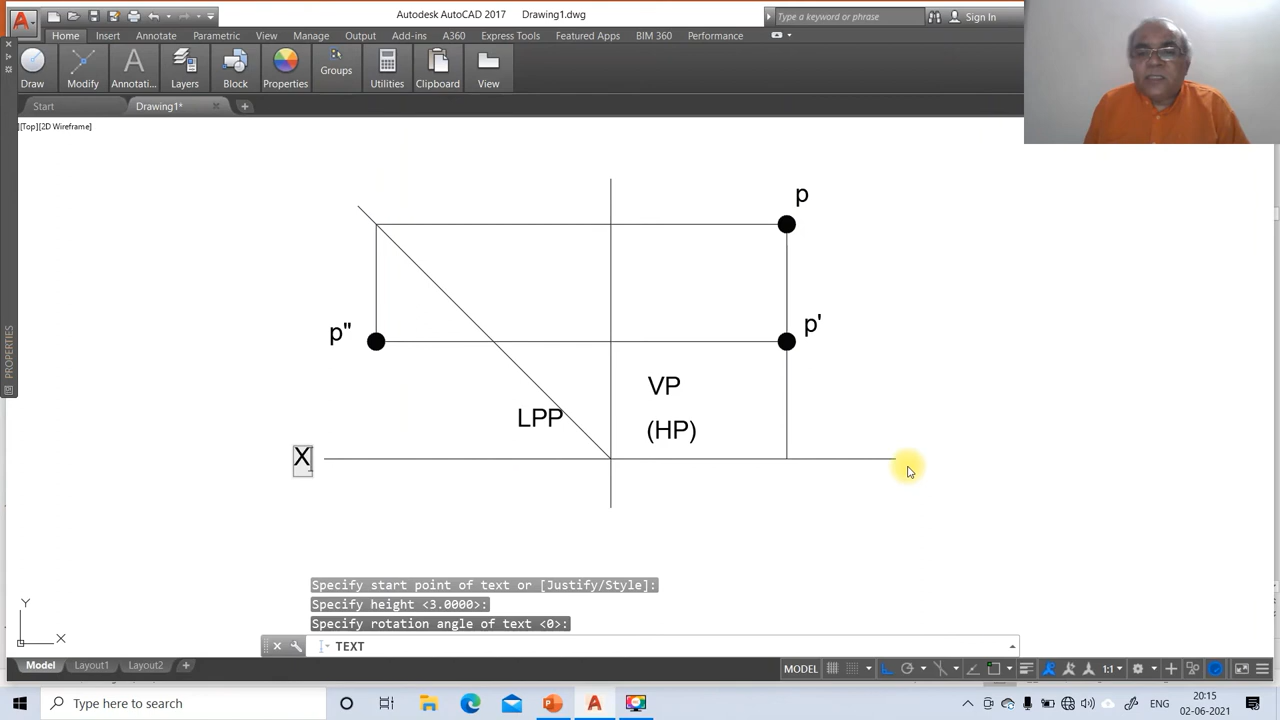 Autodesk AutoCAD 2017 Drawing1.dwg
Type a keyword or phrase
Sign In
Home Insert Annotate Parametric View Manage Output Add-ins A360 Express Tools Featured Apps BIM 360 Performance
Draw Modify Annotati... Layers Block Properties Groups Utilities Clipboard View
Start Drawing1*
][Top][2D Wireframe]
p
p"
p'
VP
LPP
(HP)
X
PROPERTIES
Specify start point of text or [Justify/Style]:
Specify height <3.0000>:
Specify rotation angle of text <0>:
TEXT
Y
X
Model Layout1 Layout2
MODEL
1:1
Type here to search
ENG
20:15
02-06-2021